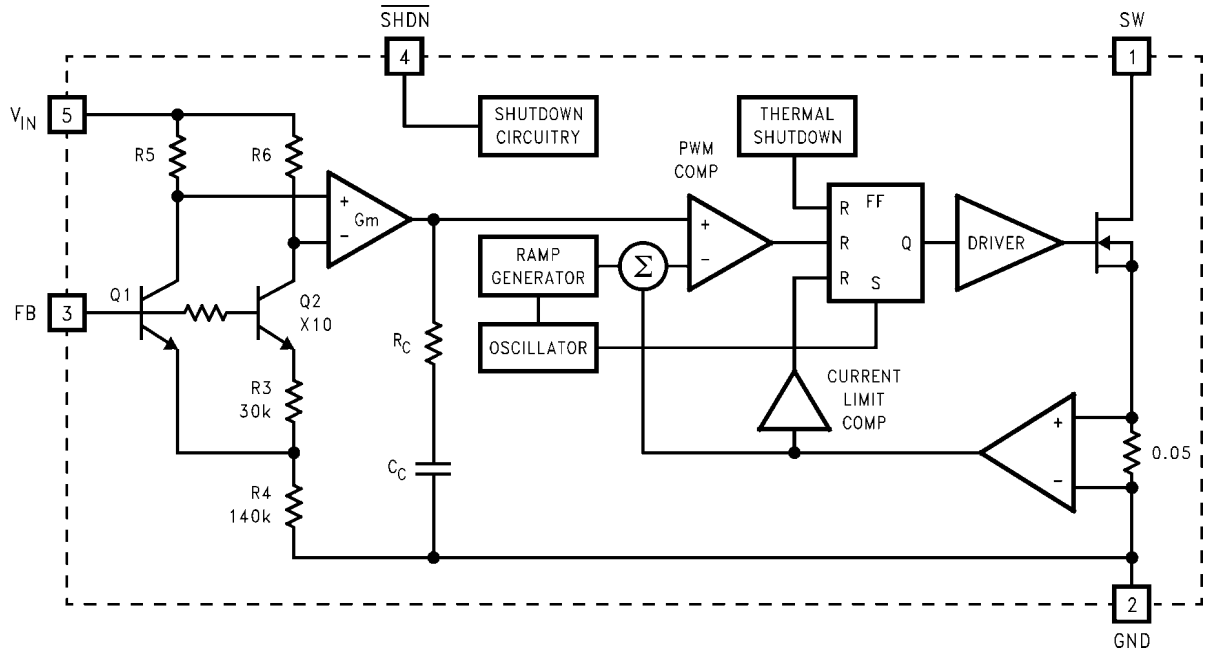 SHDN
SW
4
1
V_IN
5
R5
R6
SHUTDOWN
CIRCUITRY
THERMAL
SHUTDOWN
PWM
COMP
+
Gm
−
+
−
R
FF
R
Q
R
S
DRIVER
RAMP
GENERATOR
Σ
FB
3
Q1
Q2
X10
OSCILLATOR
R_C
R3
30k
CURRENT
LIMIT
COMP
+
−
0.05
C_C
R4
140k
2
GND